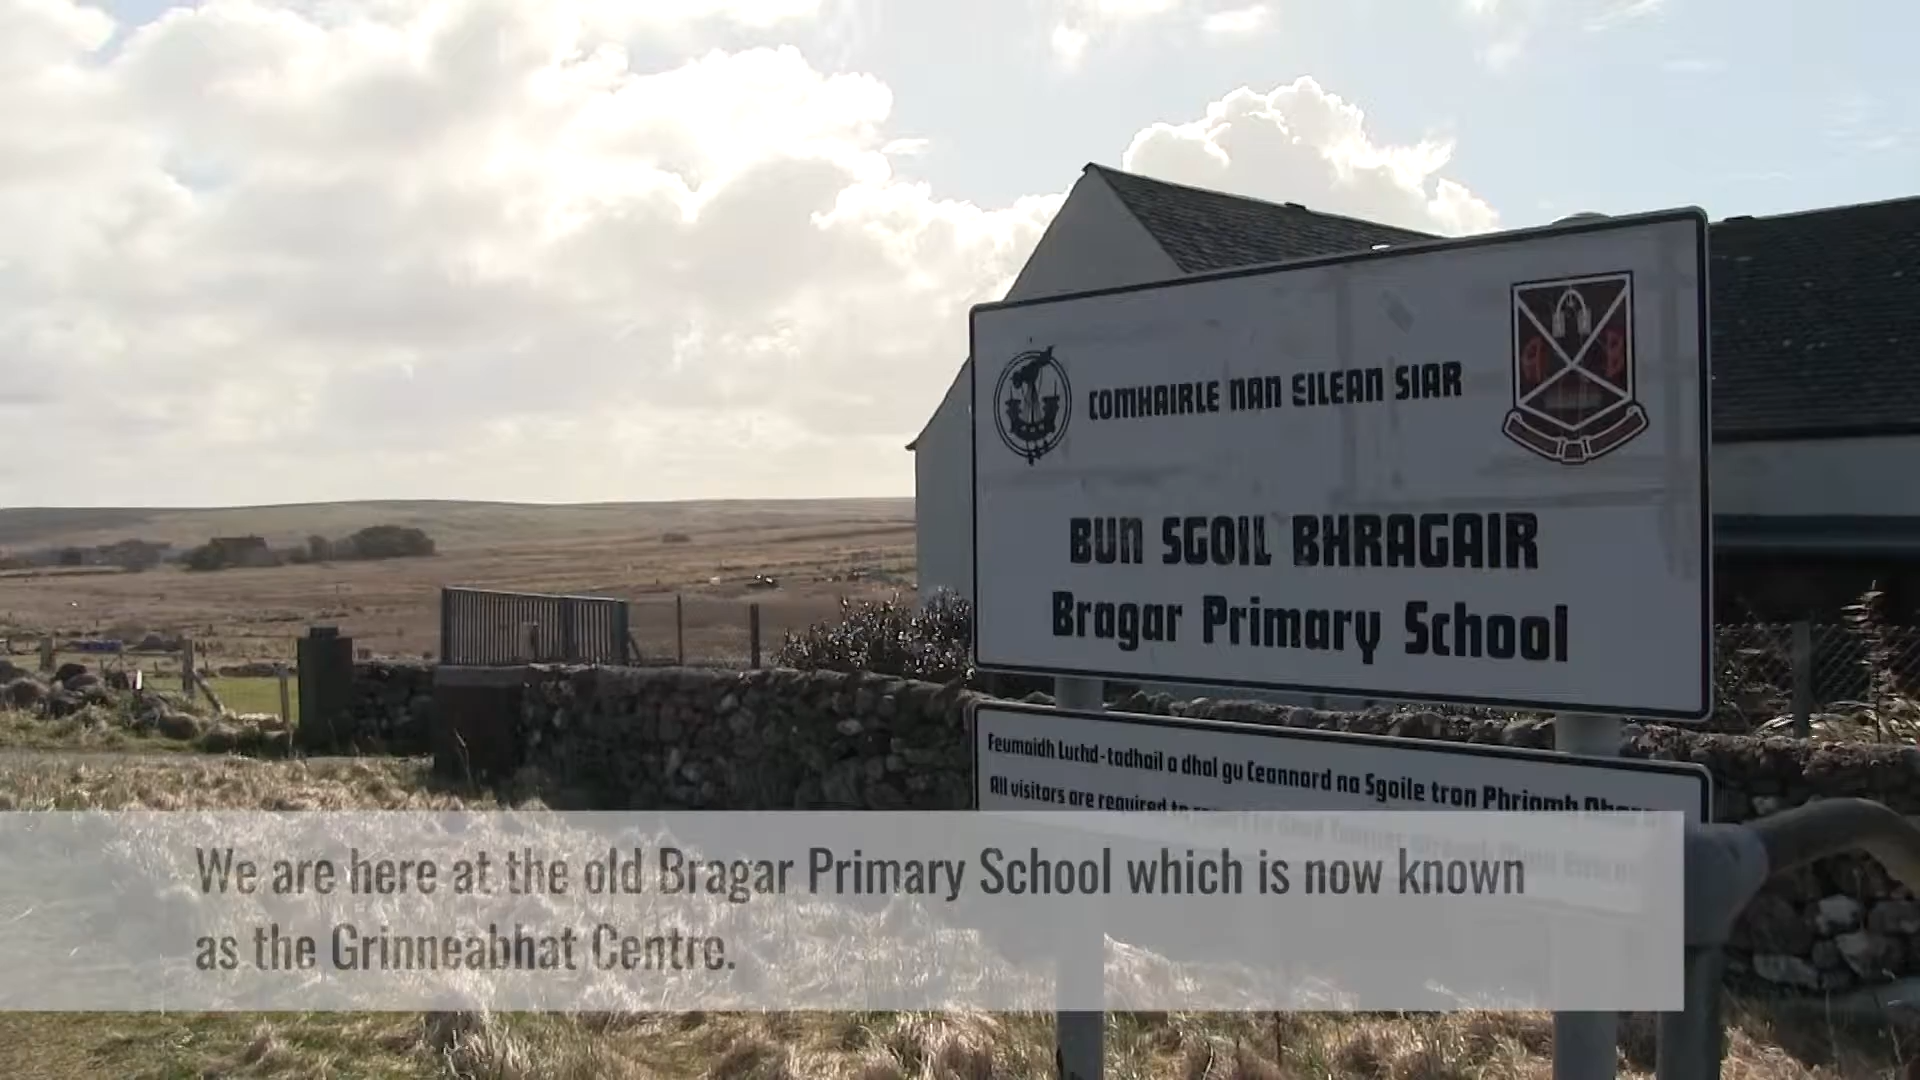 COMHAIRLE NAN EILEAN SIAR
BUN SGOIL BHRAGAIR
Bragar Primary School
Feumaidh Luchd-tadhail a dhol gu Ceannard na Sgoile tron Phriomh
All visitors are required to
We are here at the old Bragar Primary School which is now known
as the Grinneabhat Centre.